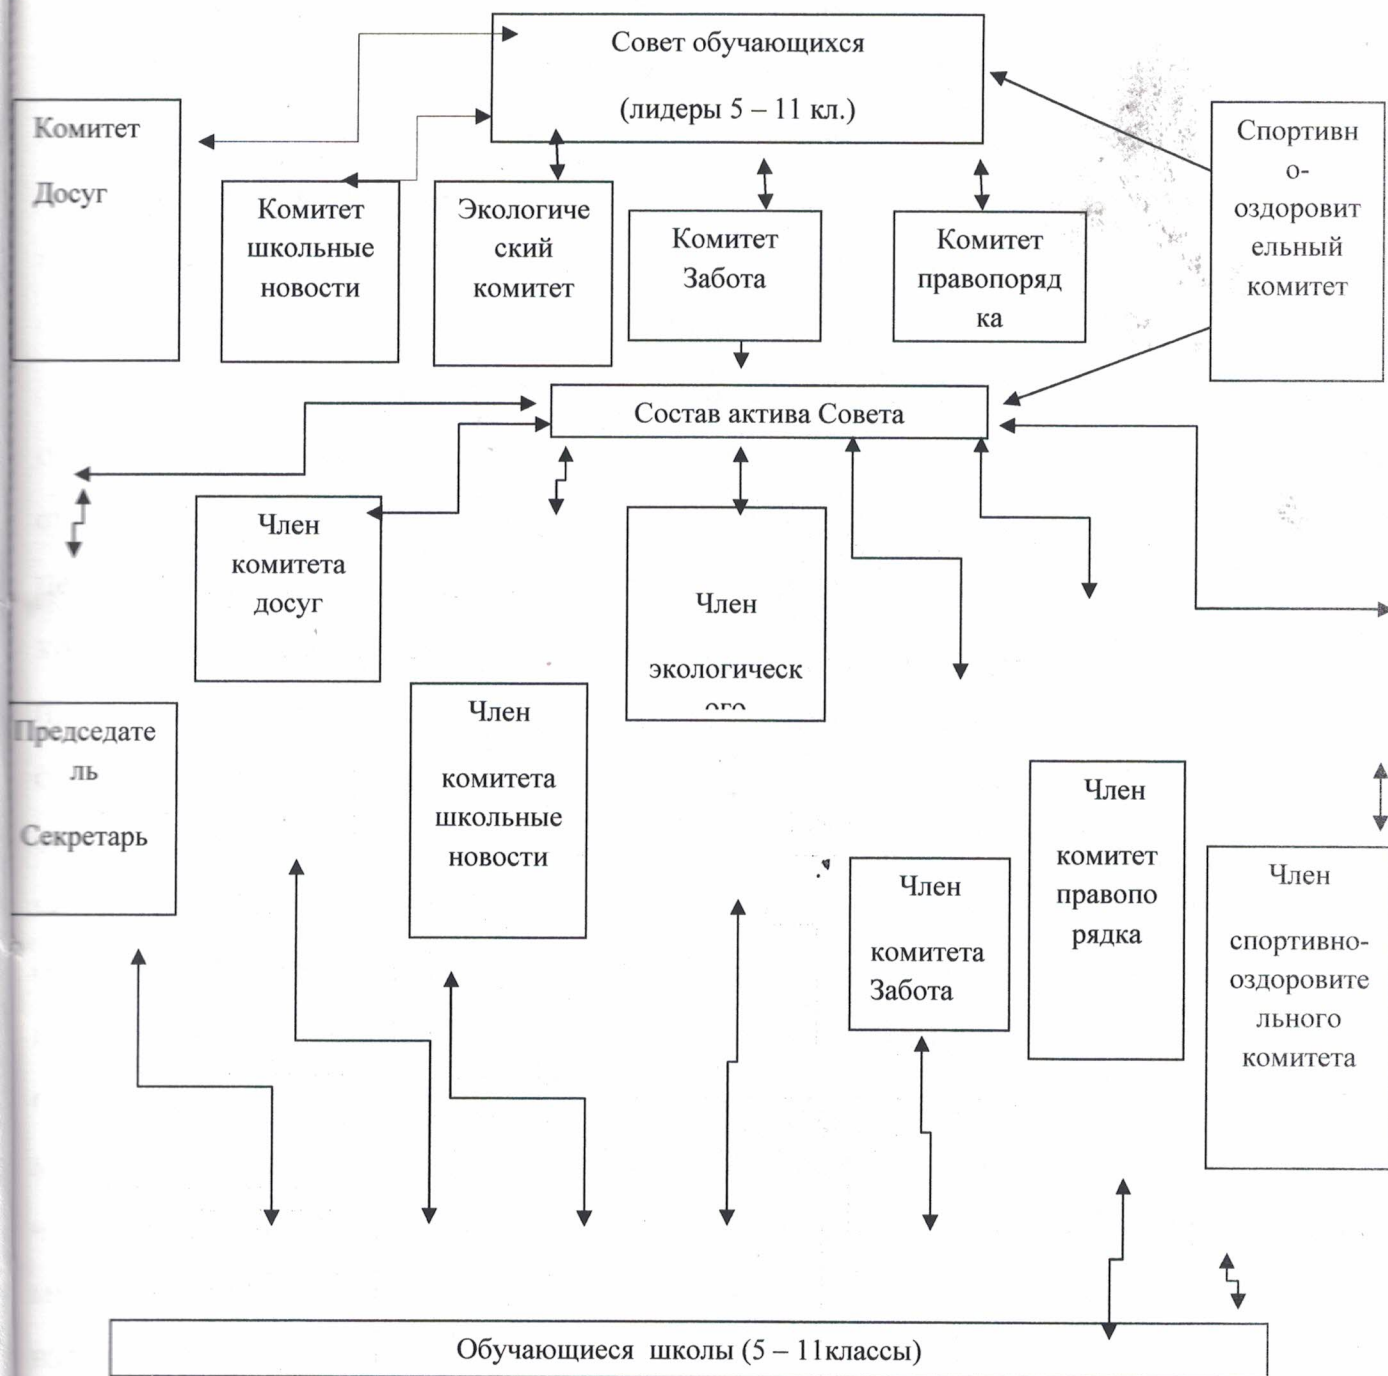 Совет обучающихся
(лидеры 5 – 11 кл.)
Комитет
Досуг
Комитет
школьные
новости
Экологиче
ский
комитет
Комитет
Забота
Комитет
правопоряд
ка
Спортивн
о-
оздоровит
ельный
комитет
Состав актива Совета
Член
комитета
досуг
Член
экологическ
ого
Председате
ль
Секретарь
Член
комитета
школьные
новости
Член
комитета
Забота
Член
комитет
правопо
рядка
Член
спортивно-
оздоровите
льного
комитета
Обучающиеся школы (5 – 11классы)